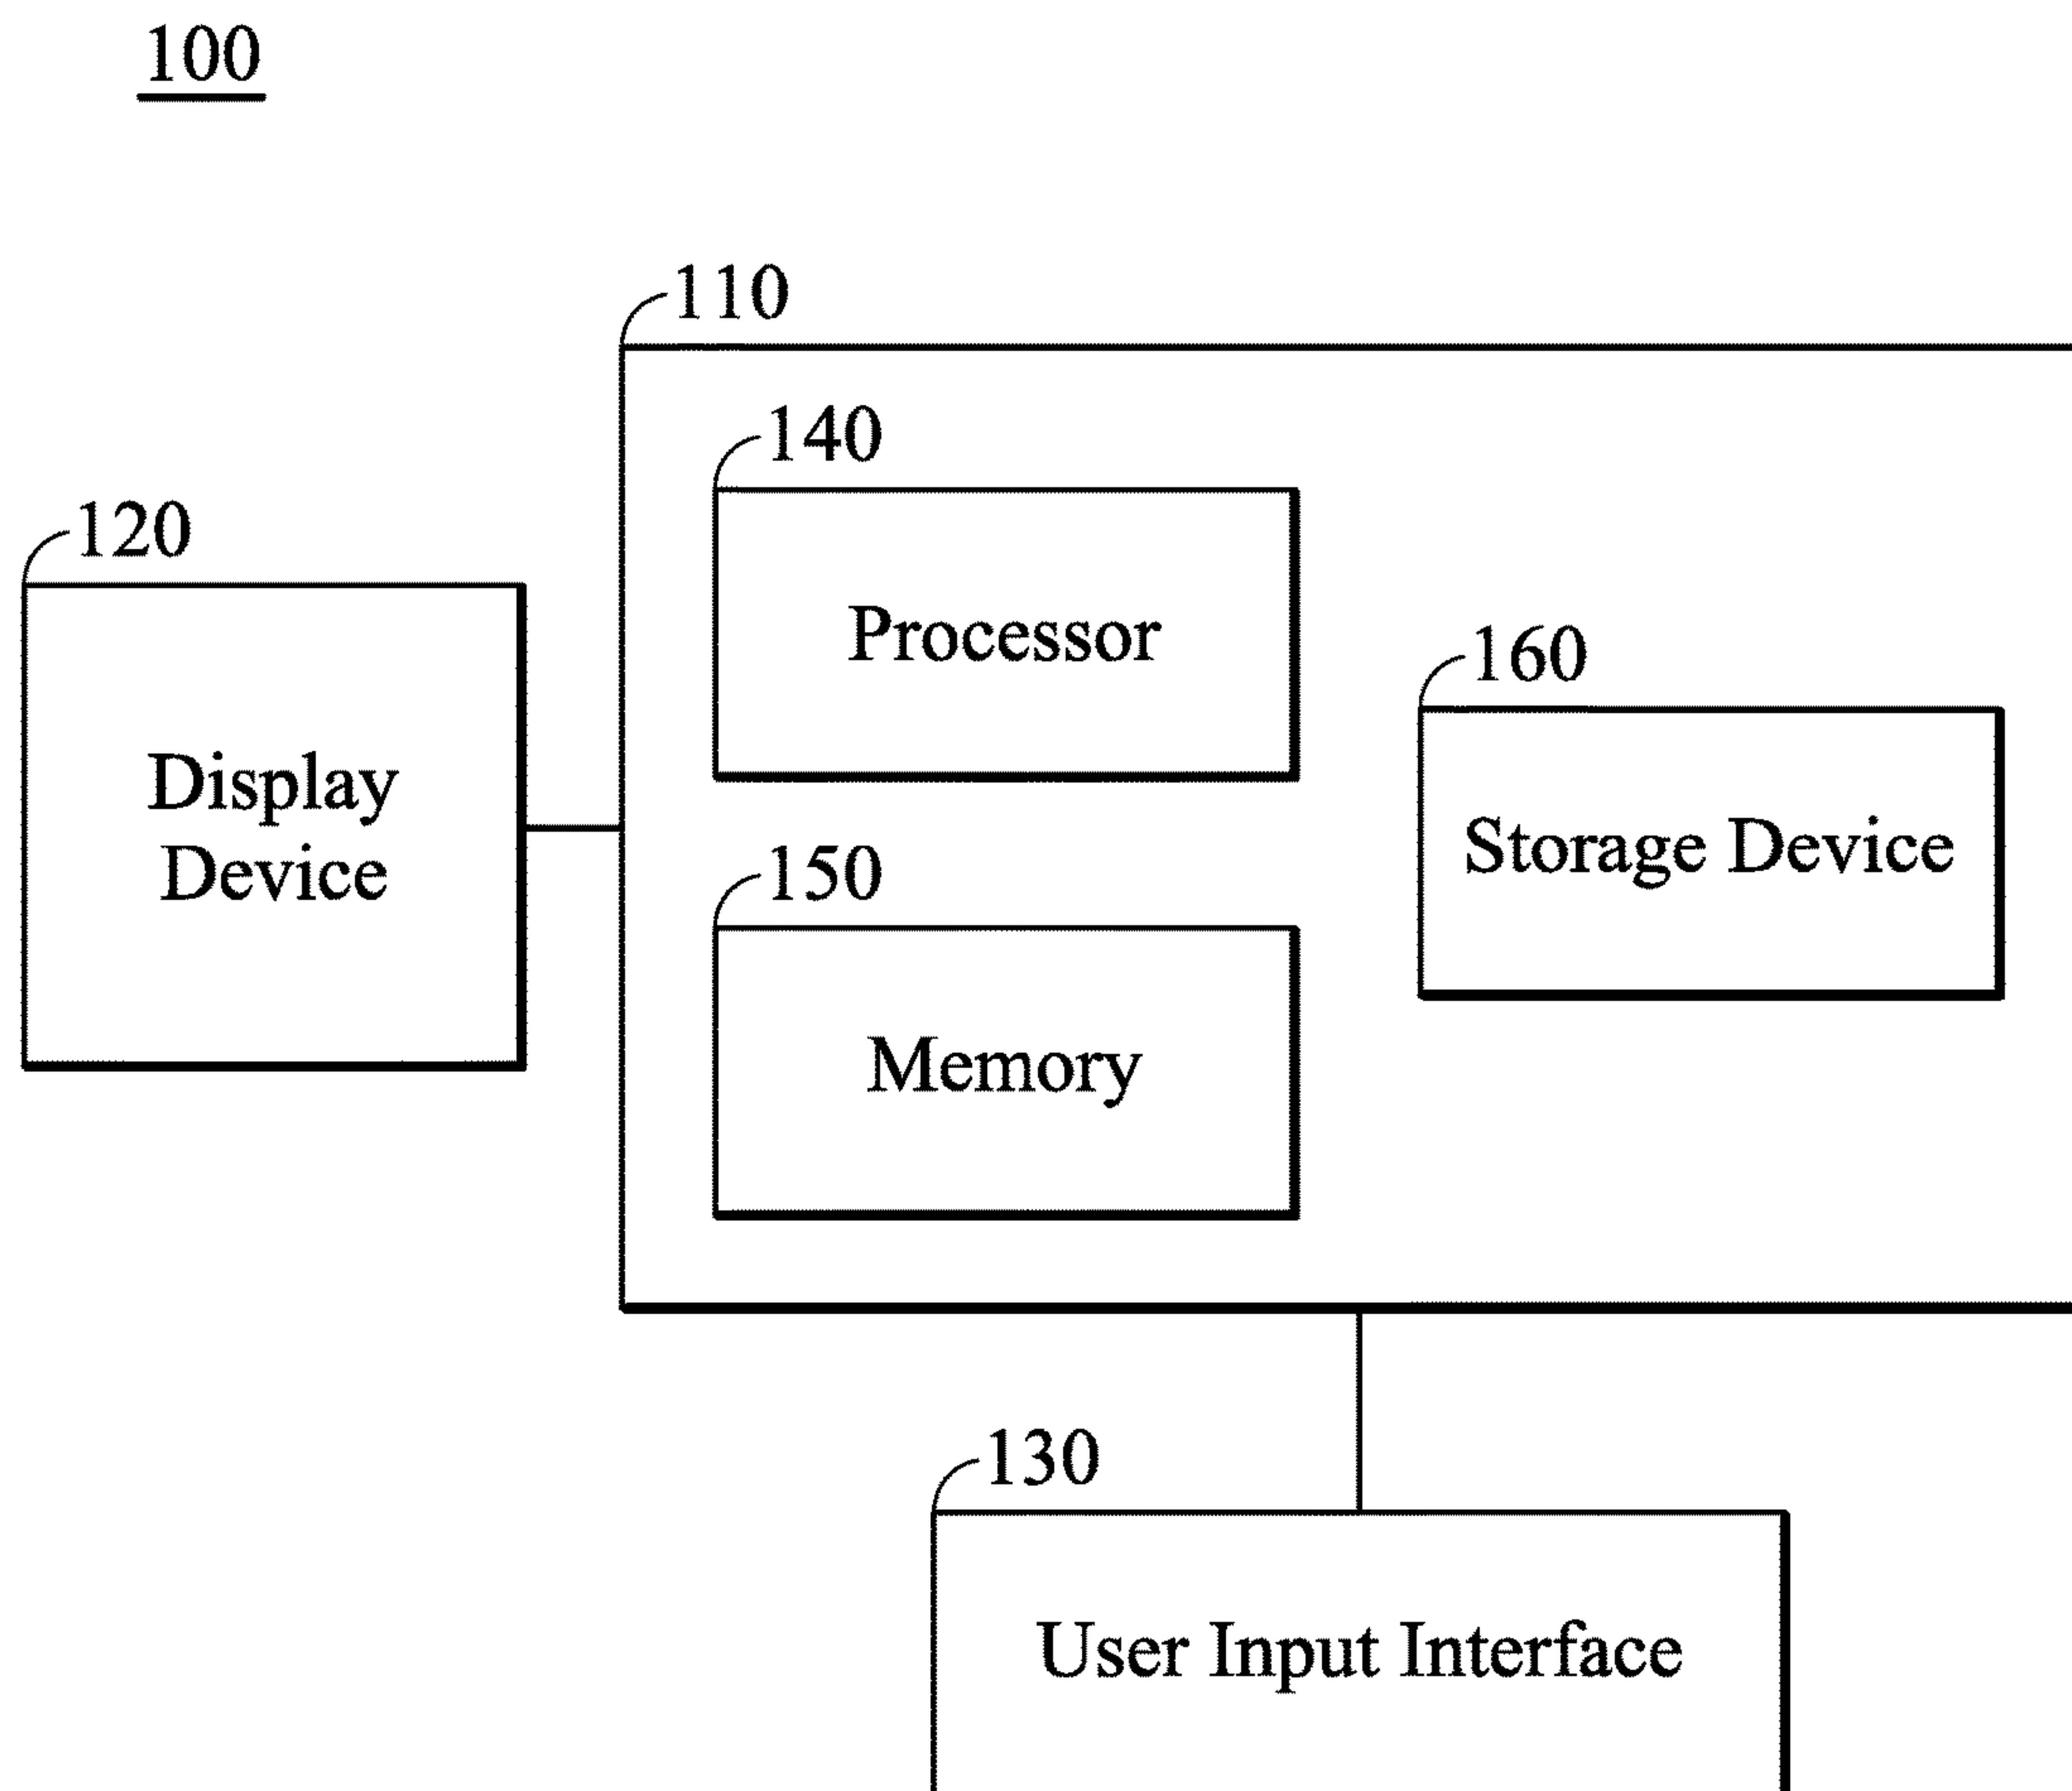 100
110
140
120
Processor
160
Display
Device
Storage Device
150
Memory
130
User Input Interface